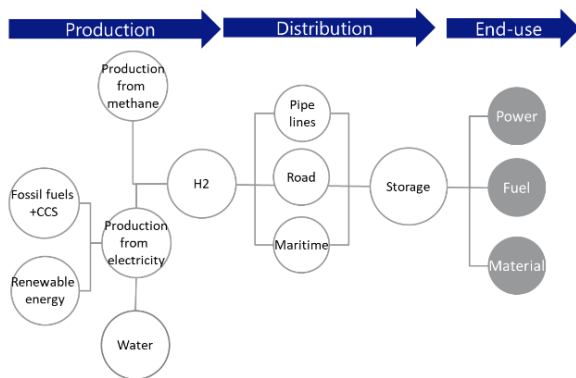 Production
Distribution
End-use
Production
from
methane
Fossil fuels
+CCS
Renewable
energy
Production
from
electricity
Water
H2
Pipe
lines
Road
Maritime
Storage
Power
Fuel
Material